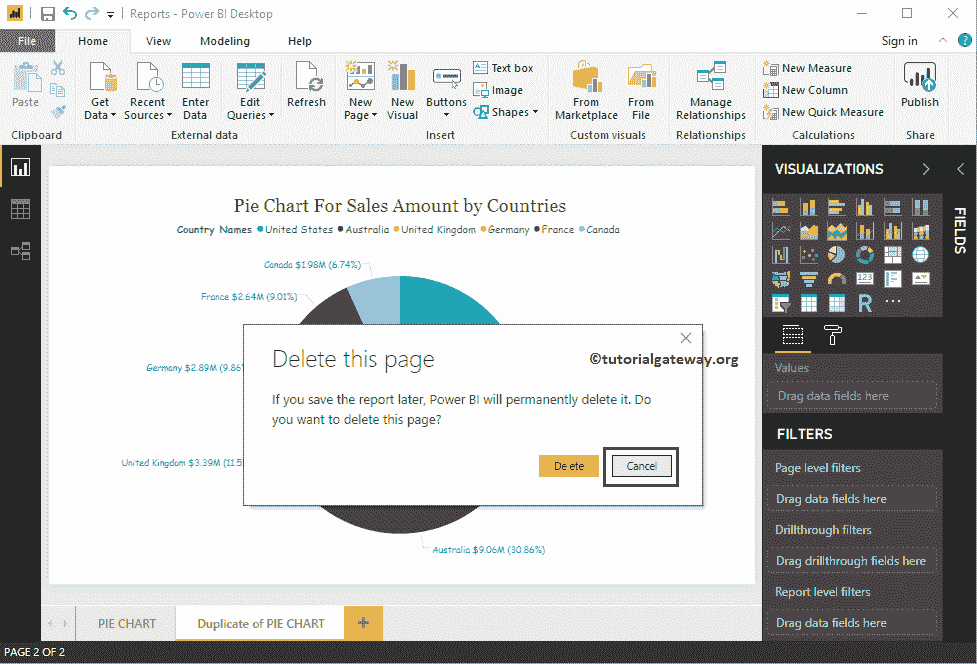 Reports - Power BI Desktop
File Home View Modeling Help Sign in
Paste
Get Data
Recent Sources
Enter Data
Edit Queries
Refresh
New Page
New Visual
Buttons
Text box
Image
Shapes
From Marketplace
From File
Manage Relationships
New Measure
New Column
New Quick Measure
Publish
Clipboard External data Insert Custom visuals Relationships Calculations Share
Pie Chart For Sales Amount by Countries
Country Names United States Australia United Kingdom Germany France Canada
Canada $1.98M (6.74%)
France $2.64M (9.01%)
Germany $2.89M (9.86
United Kingdom $3.39M (11.5
Australia $9.06M (30.86%)
Delete this page
©tutorialgateway.org
If you save the report later, Power BI will permanently delete it. Do
you want to delete this page?
Delete Cancel
VISUALIZATIONS
FIELDS
123
R
Values
Drag data fields here
FILTERS
Page level filters
Drag data fields here
Drillthrough filters
Drag drillthrough fields here
Report level filters
Drag data fields here
PIE CHART Duplicate of PIE CHART +
PAGE 2 OF 2